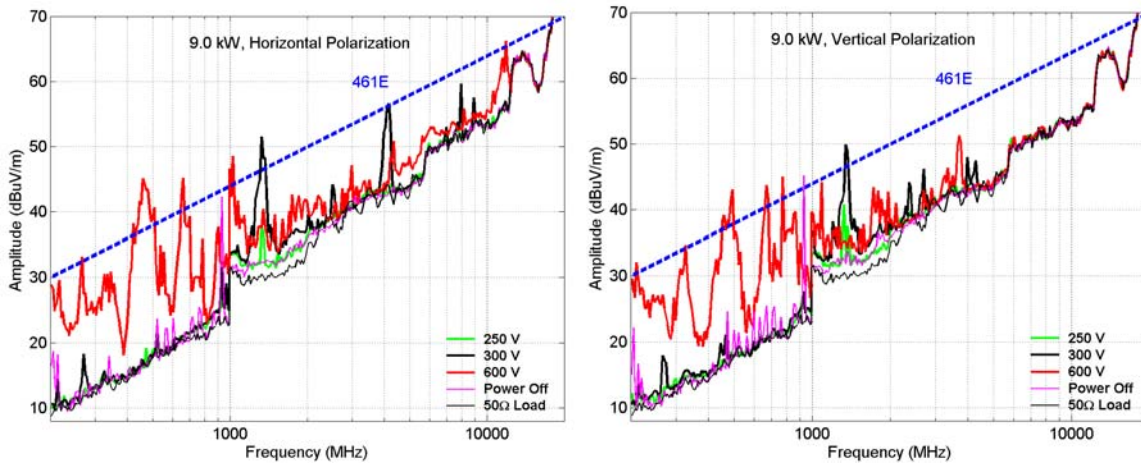 9.0 kW, Horizontal Polarization
461E
Amplitude (dBuV/m)
70
60
50
40
30
20
10
250 V
300 V
600 V
Power Off
50Ω Load
1000
10000
Frequency (MHz)
9.0 kW, Vertical Polarization
461E
Amplitude (dBuV/m)
70
60
50
40
30
20
10
250 V
300 V
600 V
Power Off
50Ω Load
1000
10000
Frequency (MHz)